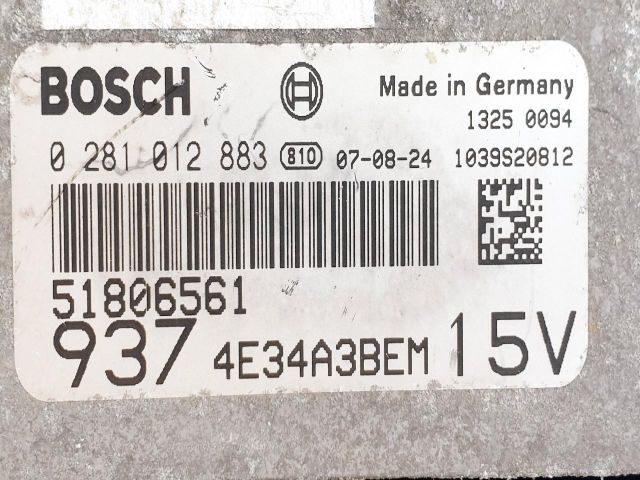 BOSCH
Made in Germany
1325 0094
0 281 012 883 810 07-08-24 1039S20812
51806561
937 4E34A3BEM 15V